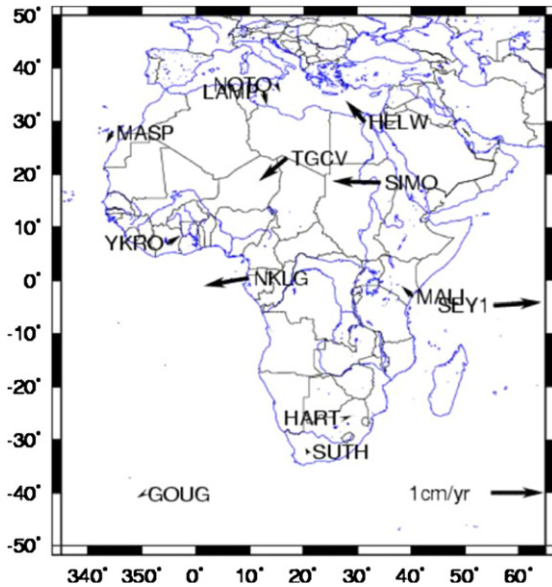 50°
40°
NOTO
LAMP
30°
HELW
MASP
TGCV
20°
SIMO
10°
YKRO
0°
NKLG
MALI
SEY1
-10°
-20°
HART
-30°
SUTH
-40°
GOUG
1cm/yr
-50°
340° 350° 0° 10° 20° 30° 40° 50° 60°